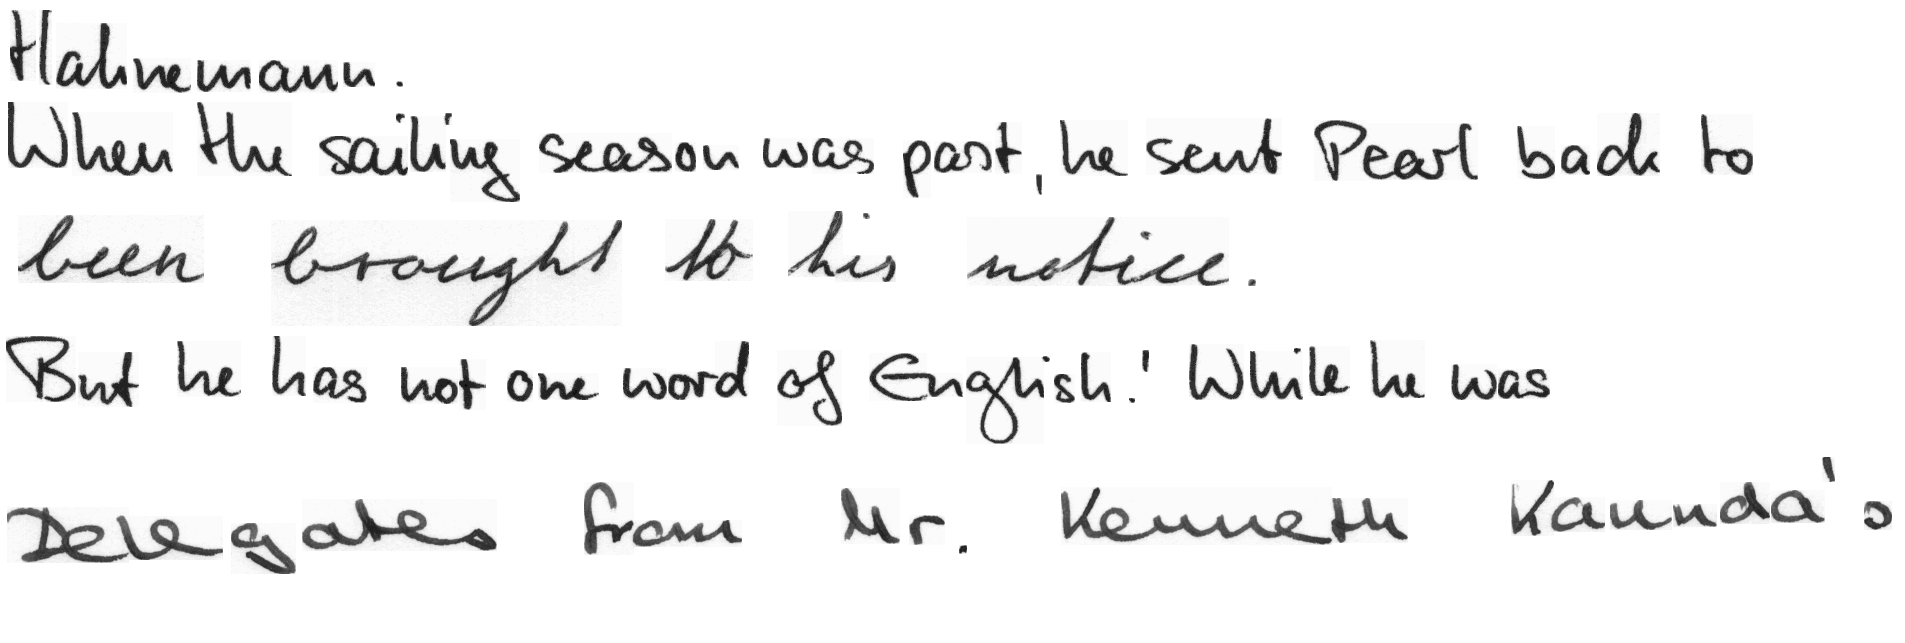 Hahnemann.
When the sailing season was past, he sent Pearl back to
been brought to his notice.
But he has not one word of English! While he was
Delegates from Mr. Kenneth Kaunda's